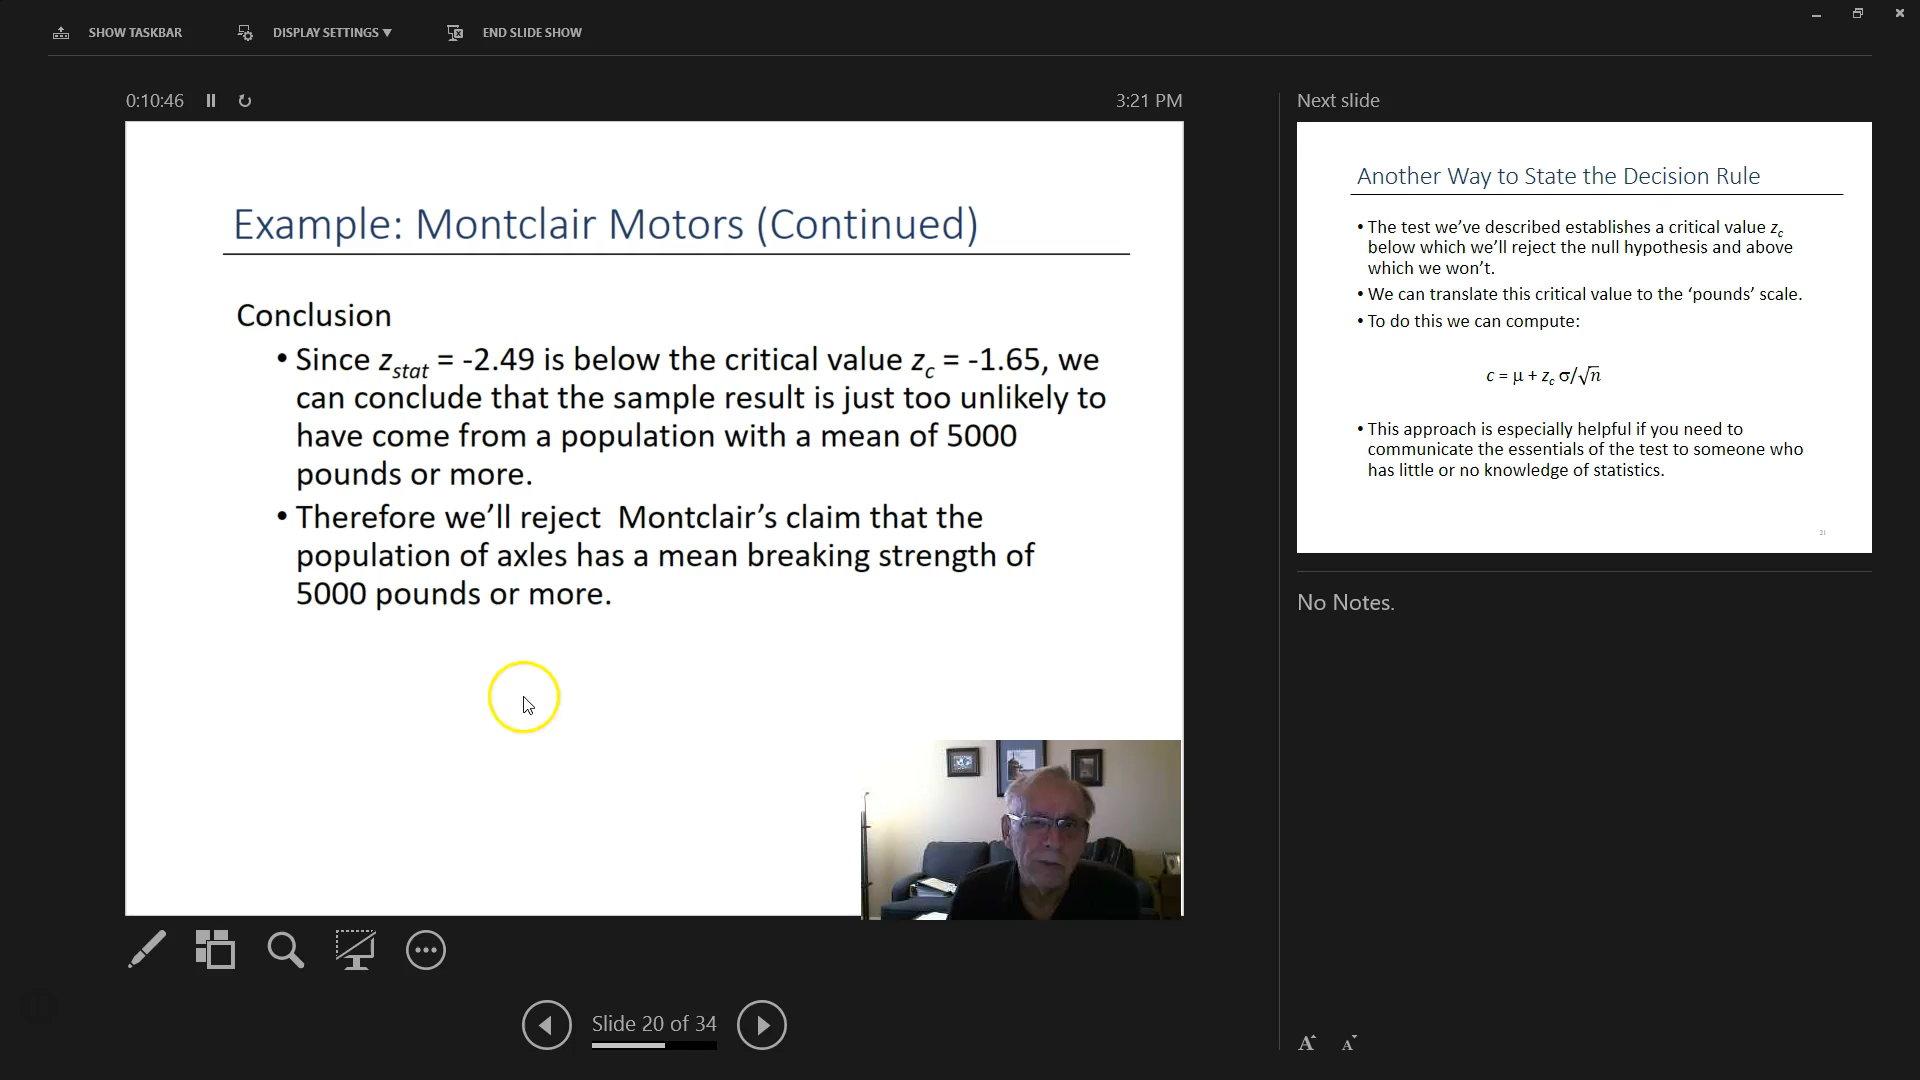 SHOW TASKBAR DISPLAY SETTINGS ▼ END SLIDE SHOW
0:10:46 3:21 PM
Example: Montclair Motors (Continued)
Conclusion
• Since zstat = -2.49 is below the critical value zc = -1.65, we
can conclude that the sample result is just too unlikely to
have come from a population with a mean of 5000
pounds or more.
• Therefore we’ll reject  Montclair’s claim that the
population of axles has a mean breaking strength of
5000 pounds or more.
Slide 20 of 34
Next slide
Another Way to State the Decision Rule
• The test we’ve described establishes a critical value zc
below which we’ll reject the null hypothesis and above
which we won’t.
• We can translate this critical value to the ‘pounds’ scale.
• To do this we can compute:
c = μ + zc σ/√n
• This approach is especially helpful if you need to
communicate the essentials of the test to someone who
has little or no knowledge of statistics.
21
No Notes.
A A